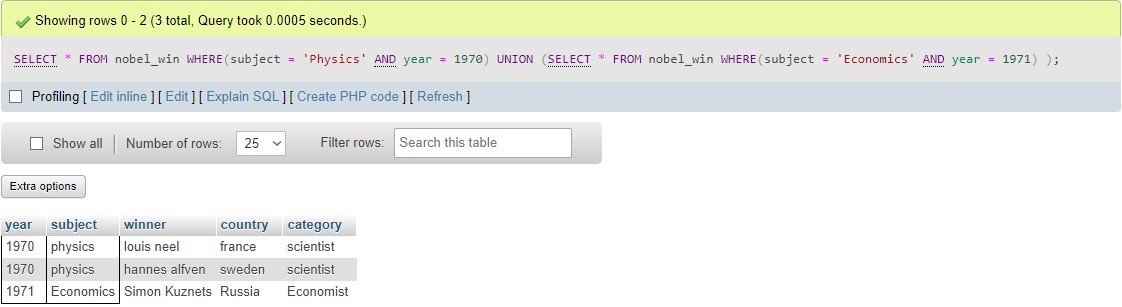 Showing rows 0 - 2 (3 total, Query took 0.0005 seconds.)
SELECT * FROM nobel_win WHERE(subject = 'Physics' AND year = 1970) UNION (SELECT * FROM nobel_win WHERE(subject = 'Economics' AND year = 1971) );
Profiling [ Edit inline ] [ Edit ] [ Explain SQL ] [ Create PHP code ] [ Refresh ]
Show all Number of rows: 25 Filter rows: Search this table
Extra options
year subject winner country category
1970 physics louis neel france scientist
1970 physics hannes alfven sweden scientist
1971 Economics Simon Kuznets Russia Economist